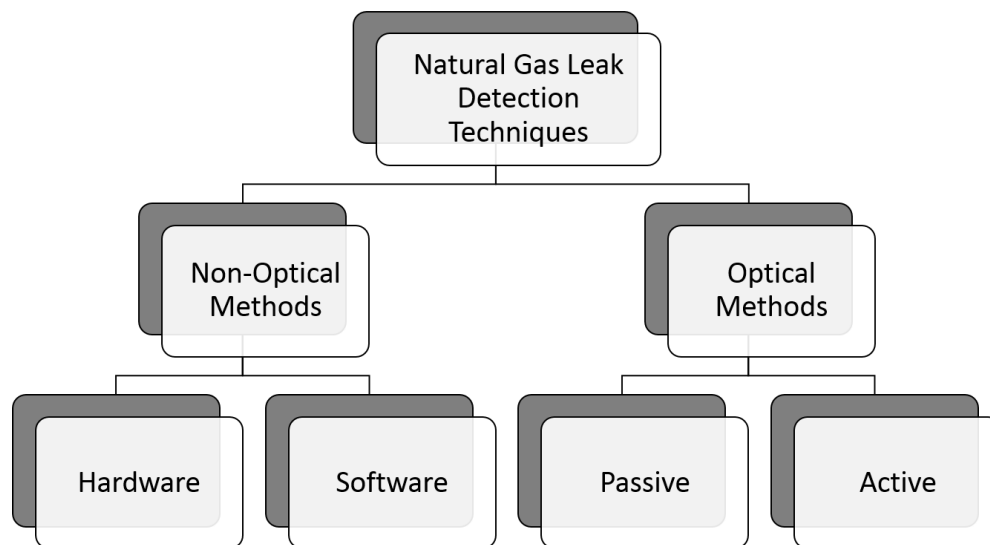 Natural Gas Leak
Detection
Techniques
Non-Optical
Methods
Optical
Methods
Hardware
Software
Passive
Active